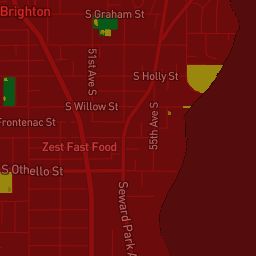 Brighton
S Graham St
51st Ave S
S Holly St
S Willow St
55th Ave S
Frontenac St
Zest Fast Food
S Othello St
Seward Park